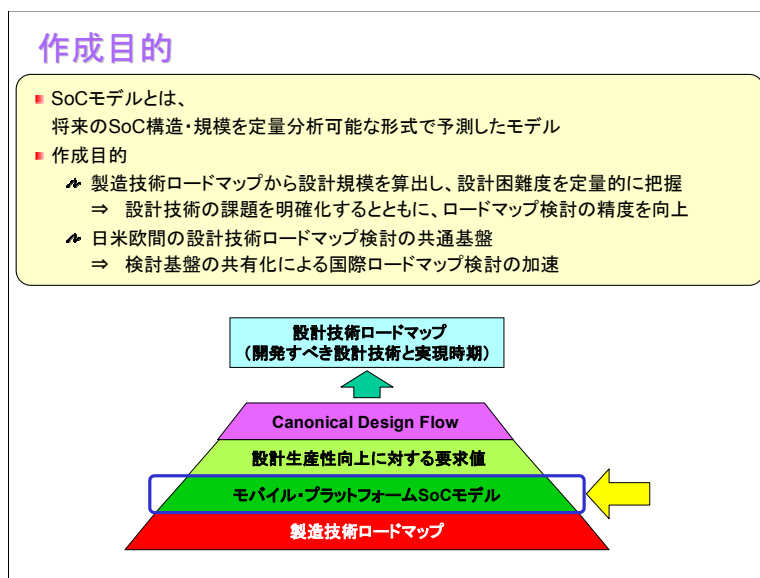 作成目的
SoCモデルとは、
将来のSoC構造・規模を定量分析可能な形式で予測したモデル
作成目的
製造技術ロードマップから設計規模を算出し、設計困難度を定量的に把握
⇒ 設計技術の課題を明確化するとともに、ロードマップ検討の精度を向上
日米欧間の設計技術ロードマップ検討の共通基盤
⇒ 検討基盤の共有化による国際ロードマップ検討の加速
設計技術ロードマップ
（開発すべき設計技術と実現時期）
Canonical Design Flow
設計生産性向上に対する要求値
モバイル・プラットフォームSoCモデル
製造技術ロードマップ